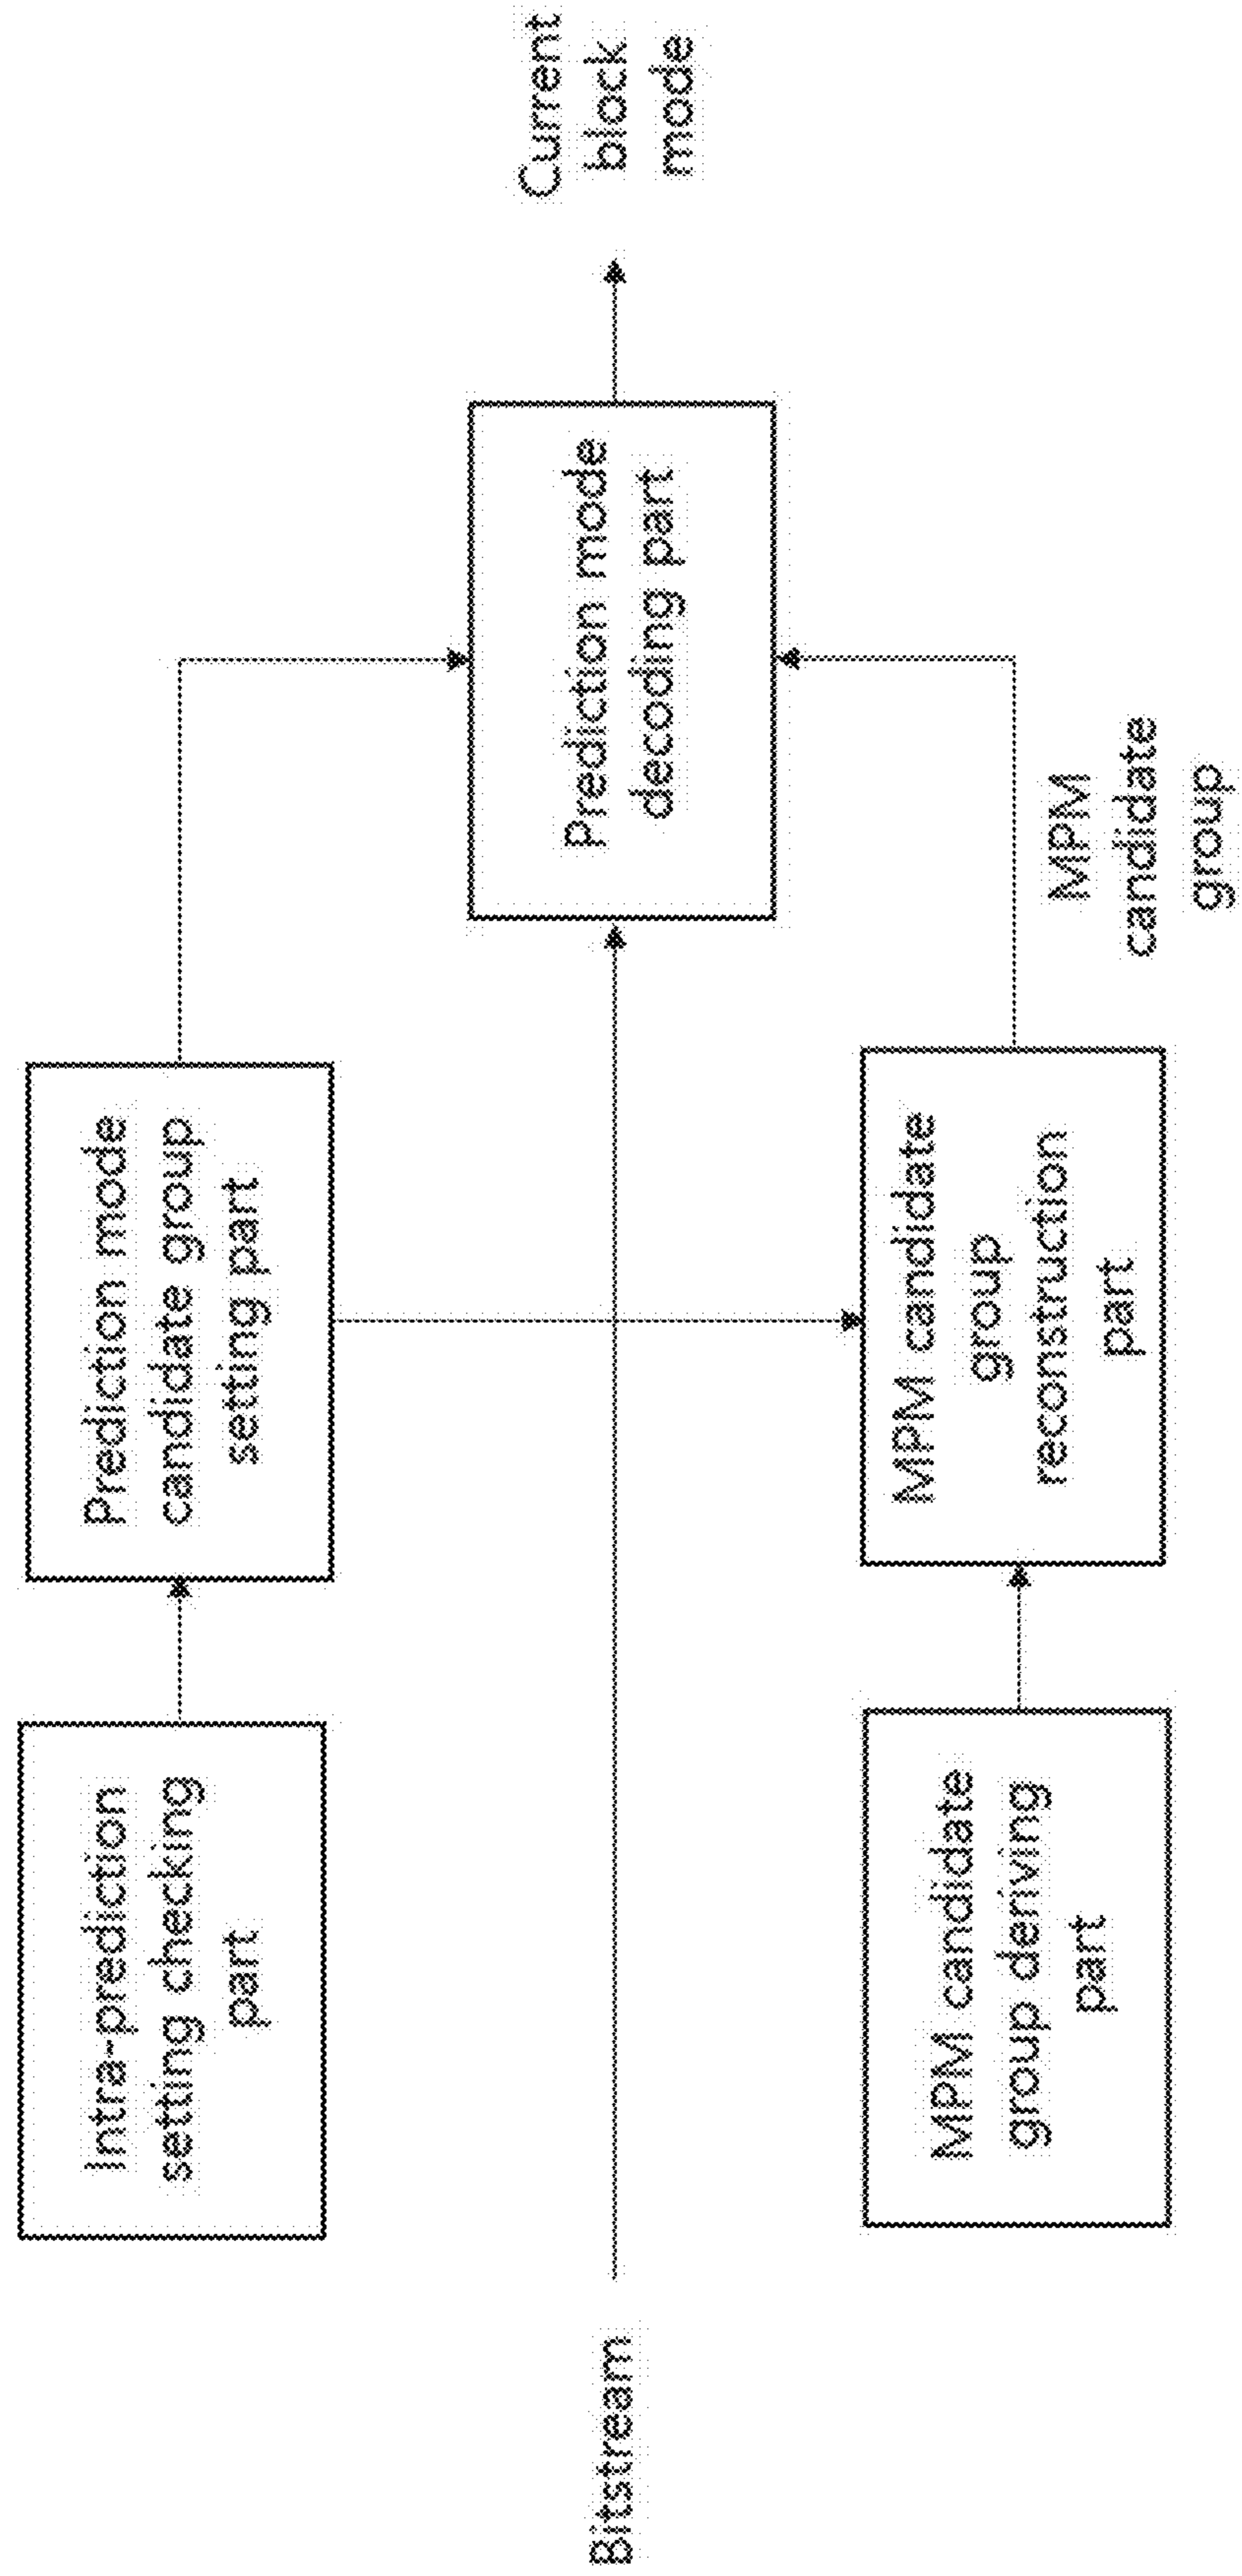 Intra-prediction
setting checking
part
Prediction mode
candidate group
setting part
Bitstream
Prediction mode
decoding part
Current
block
mode
MPM candidate
group deriving
part
MPM candidate
group
reconstruction
part
MPM
candidate
group